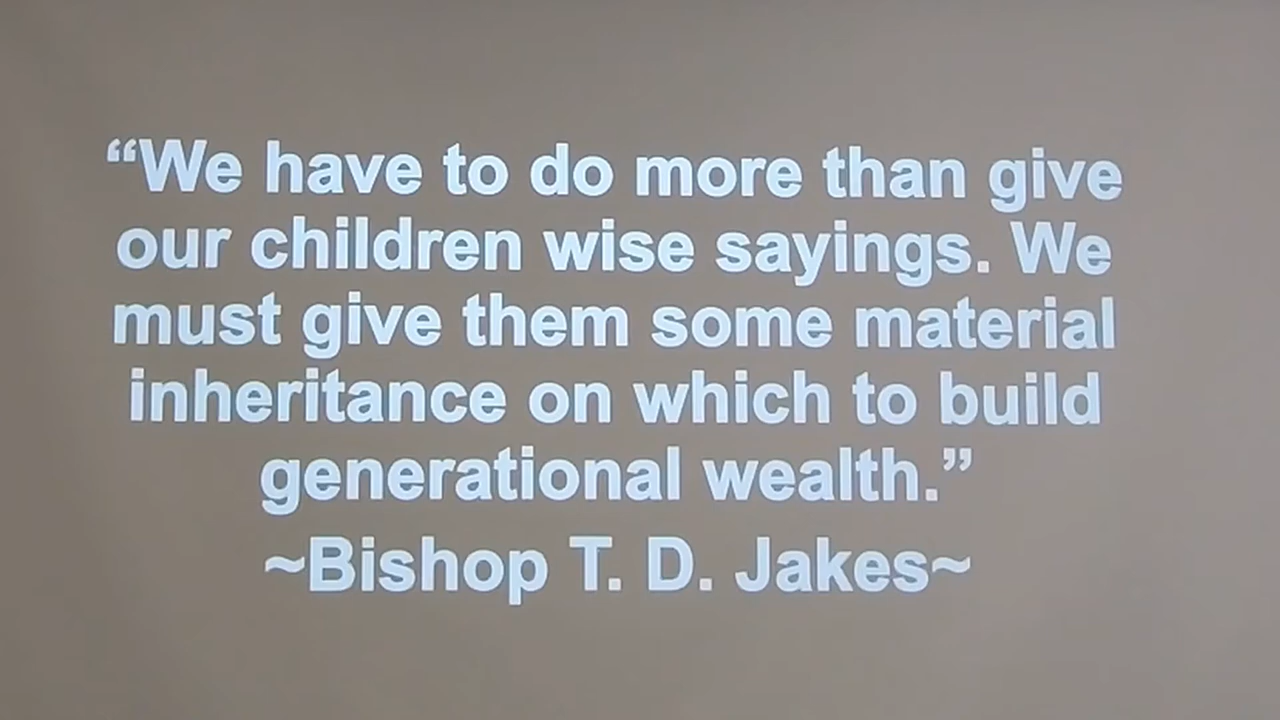 “We have to do more than give
our children wise sayings. We
must give them some material
inheritance on which to build
generational wealth.”
~Bishop T. D. Jakes~